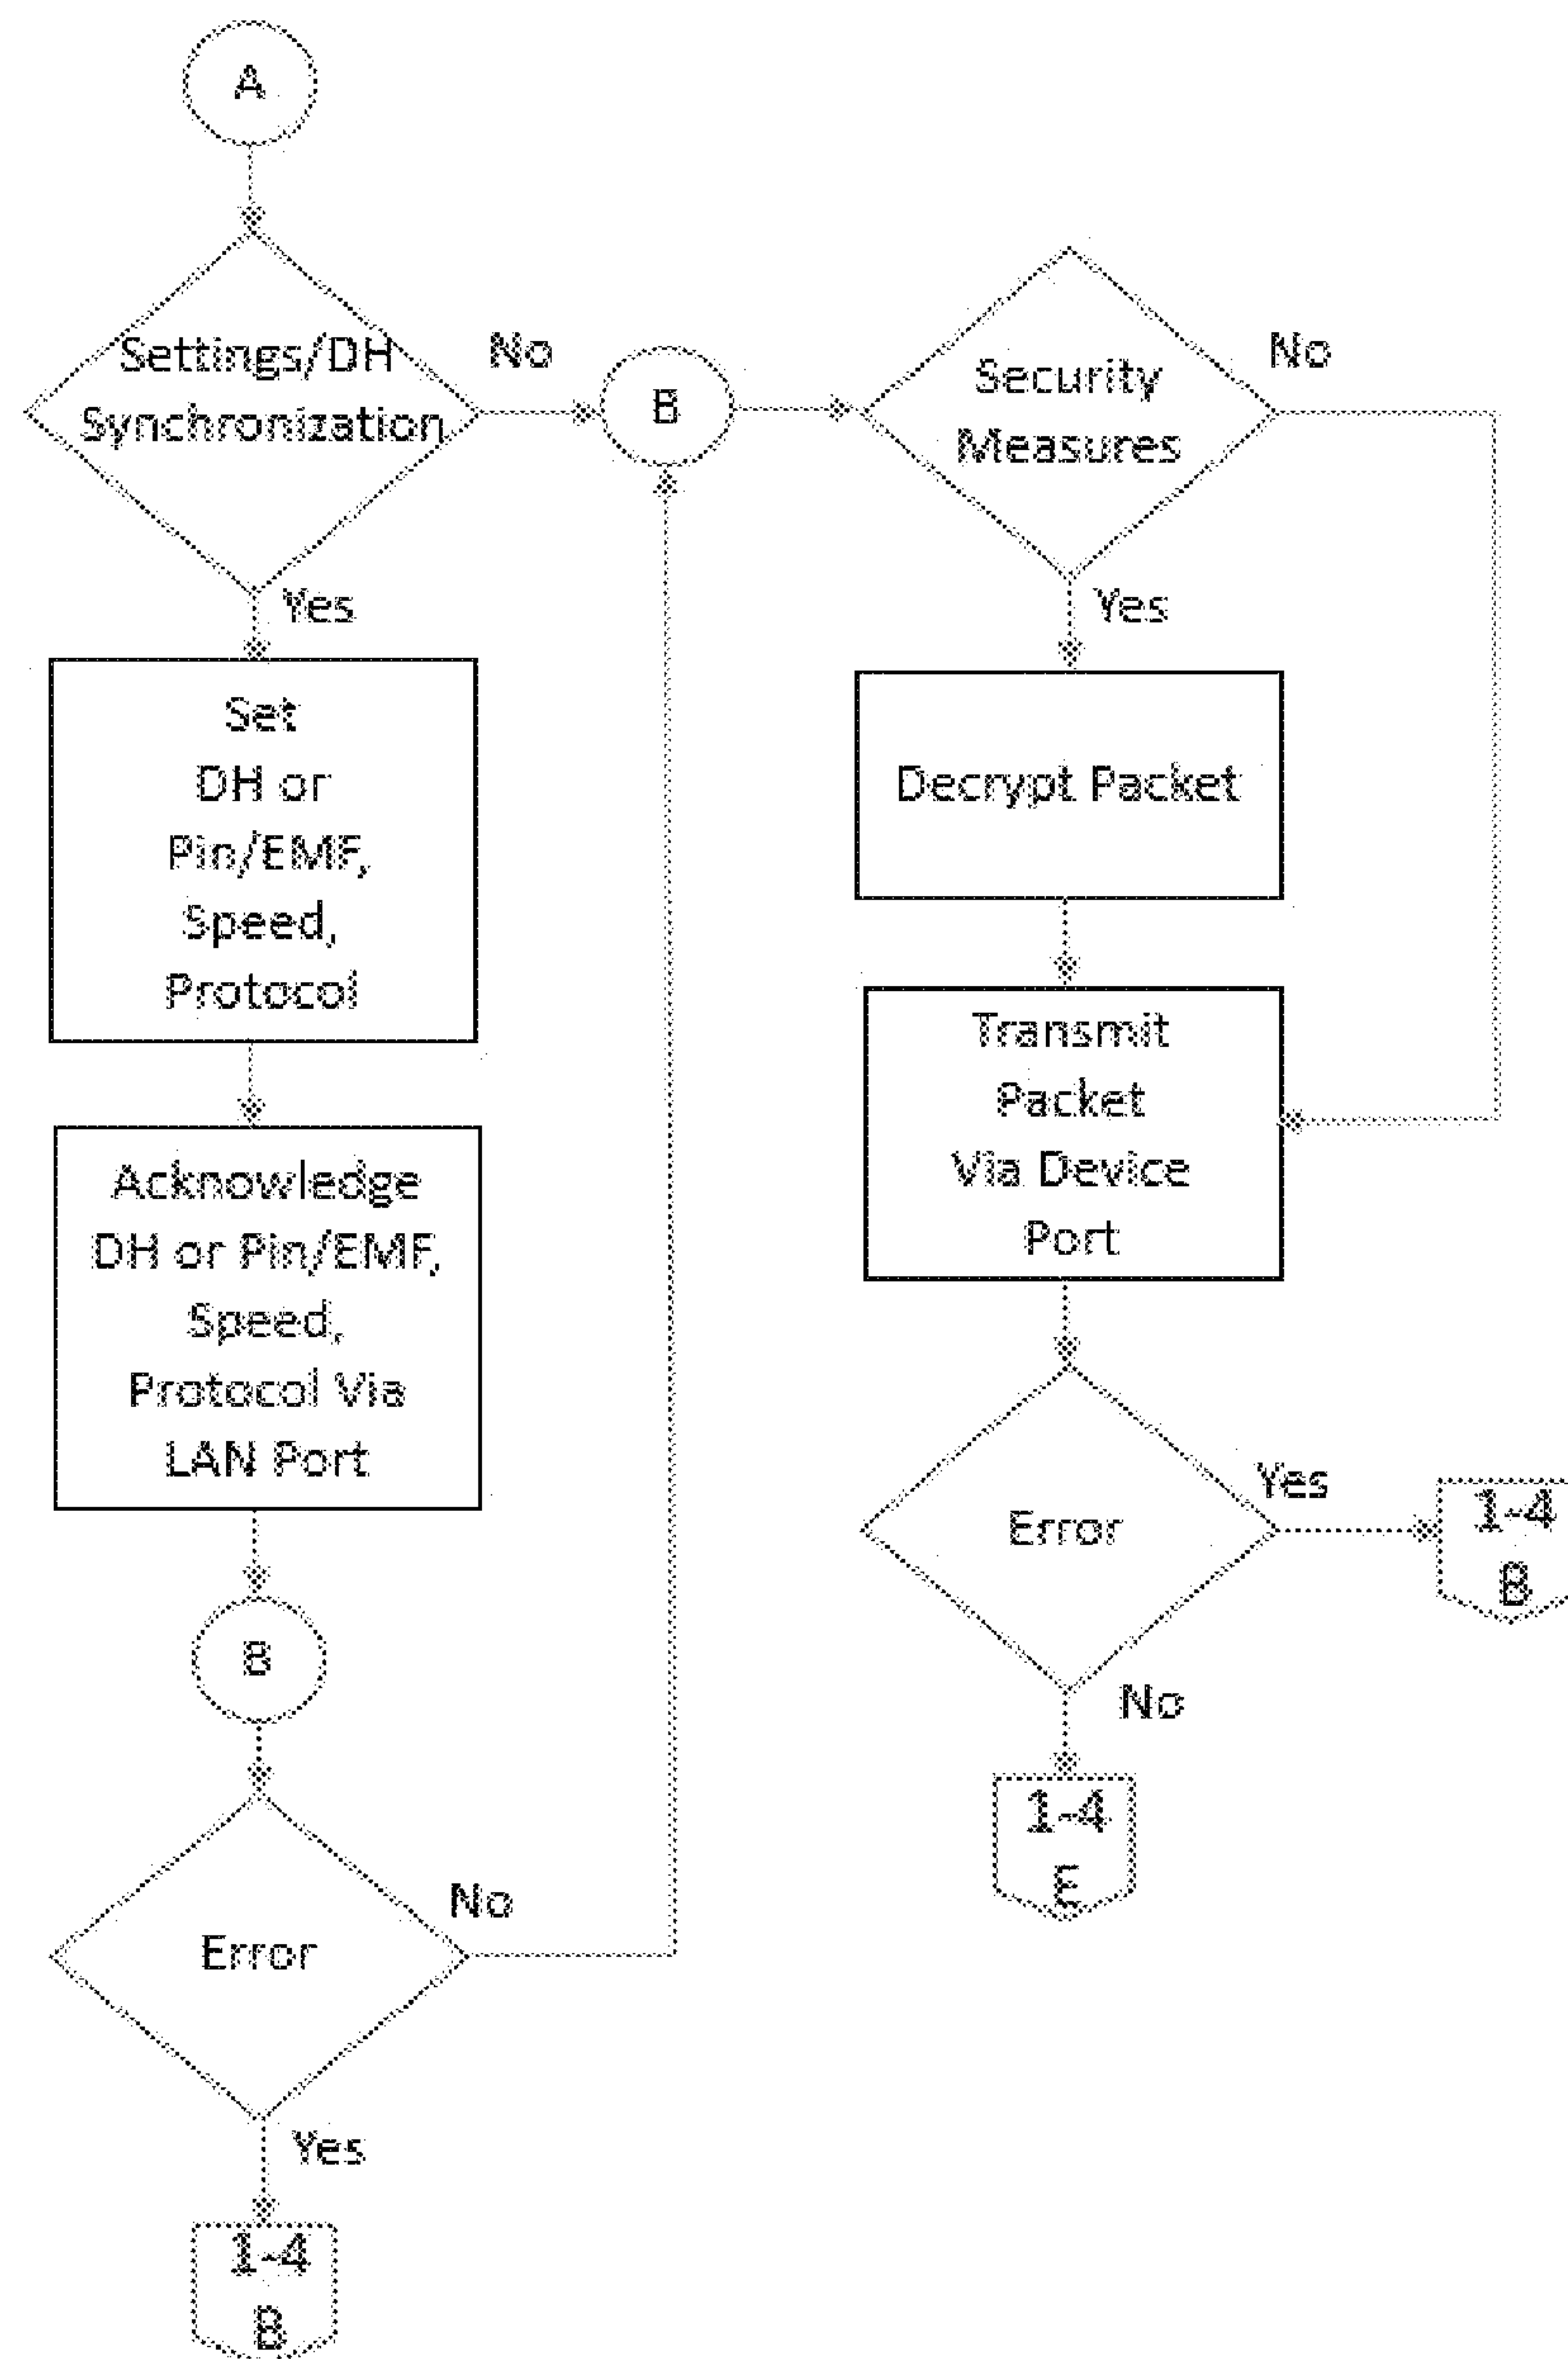 A
Settings/DH
Synchronization
No
Yes
Set
DH or
Pin/EMF,
Speed,
Protocol
Acknowledge
DH or Pin/EMF,
Speed,
Protocol Via
LAN Port
B
Error
No
Yes
1-4
B
B
Security
Measures
No
Yes
Decrypt Packet
Transmit
Packet
Via Device
Port
Error
Yes
1-4
B
No
1-4
E